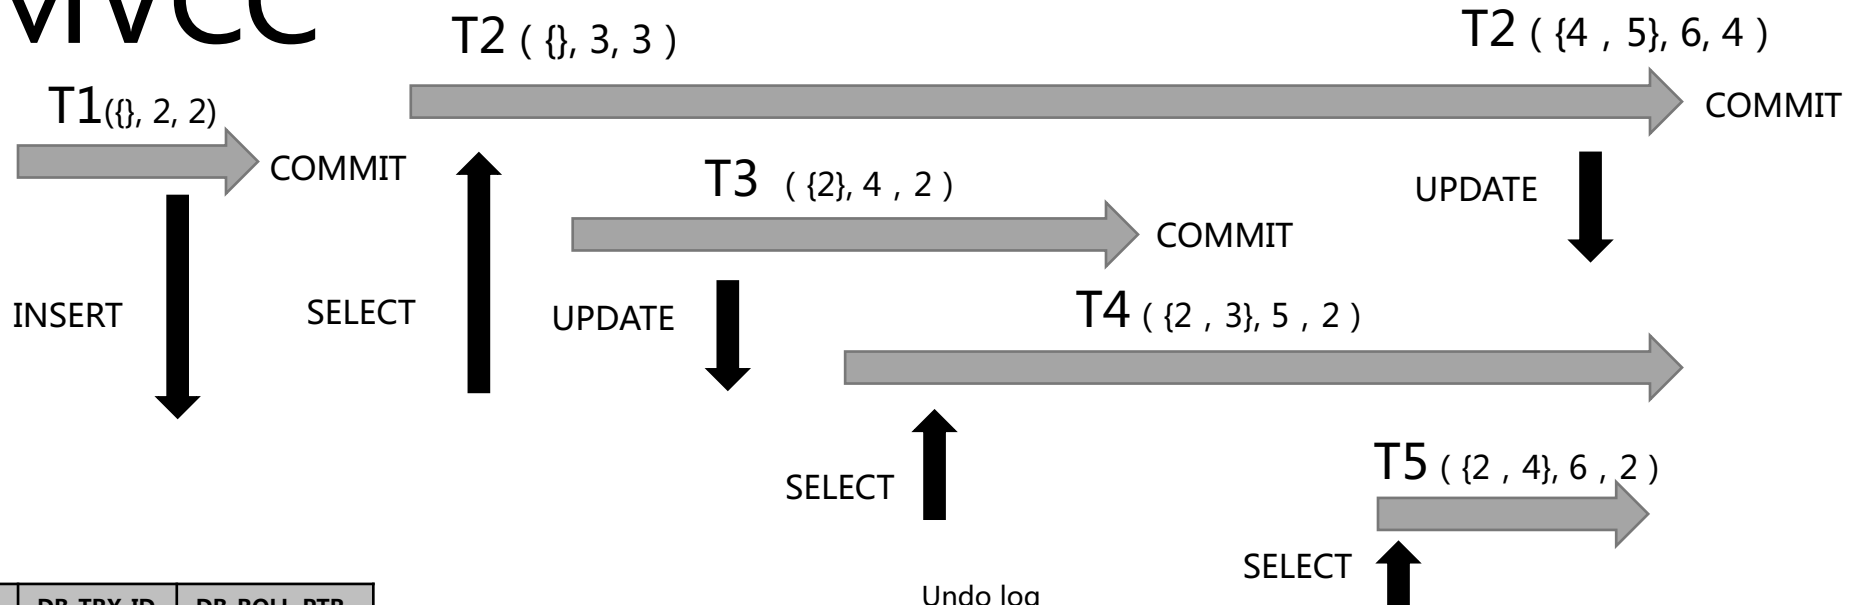 MVCC
T2 ( {}, 3, 3 )
T2 ( {4 , 5}, 6, 4 )
T1({}, 2, 2)
COMMIT
COMMIT
T3 ( {2}, 4 , 2 )
UPDATE
COMMIT
INSERT
SELECT
UPDATE
T4 ( {2 , 3}, 5 , 2 )
SELECT
T5 ( {2 , 4}, 6 , 2 )
SELECT
DB_TRX_ID
DB_ROLL_PTR
Undo log